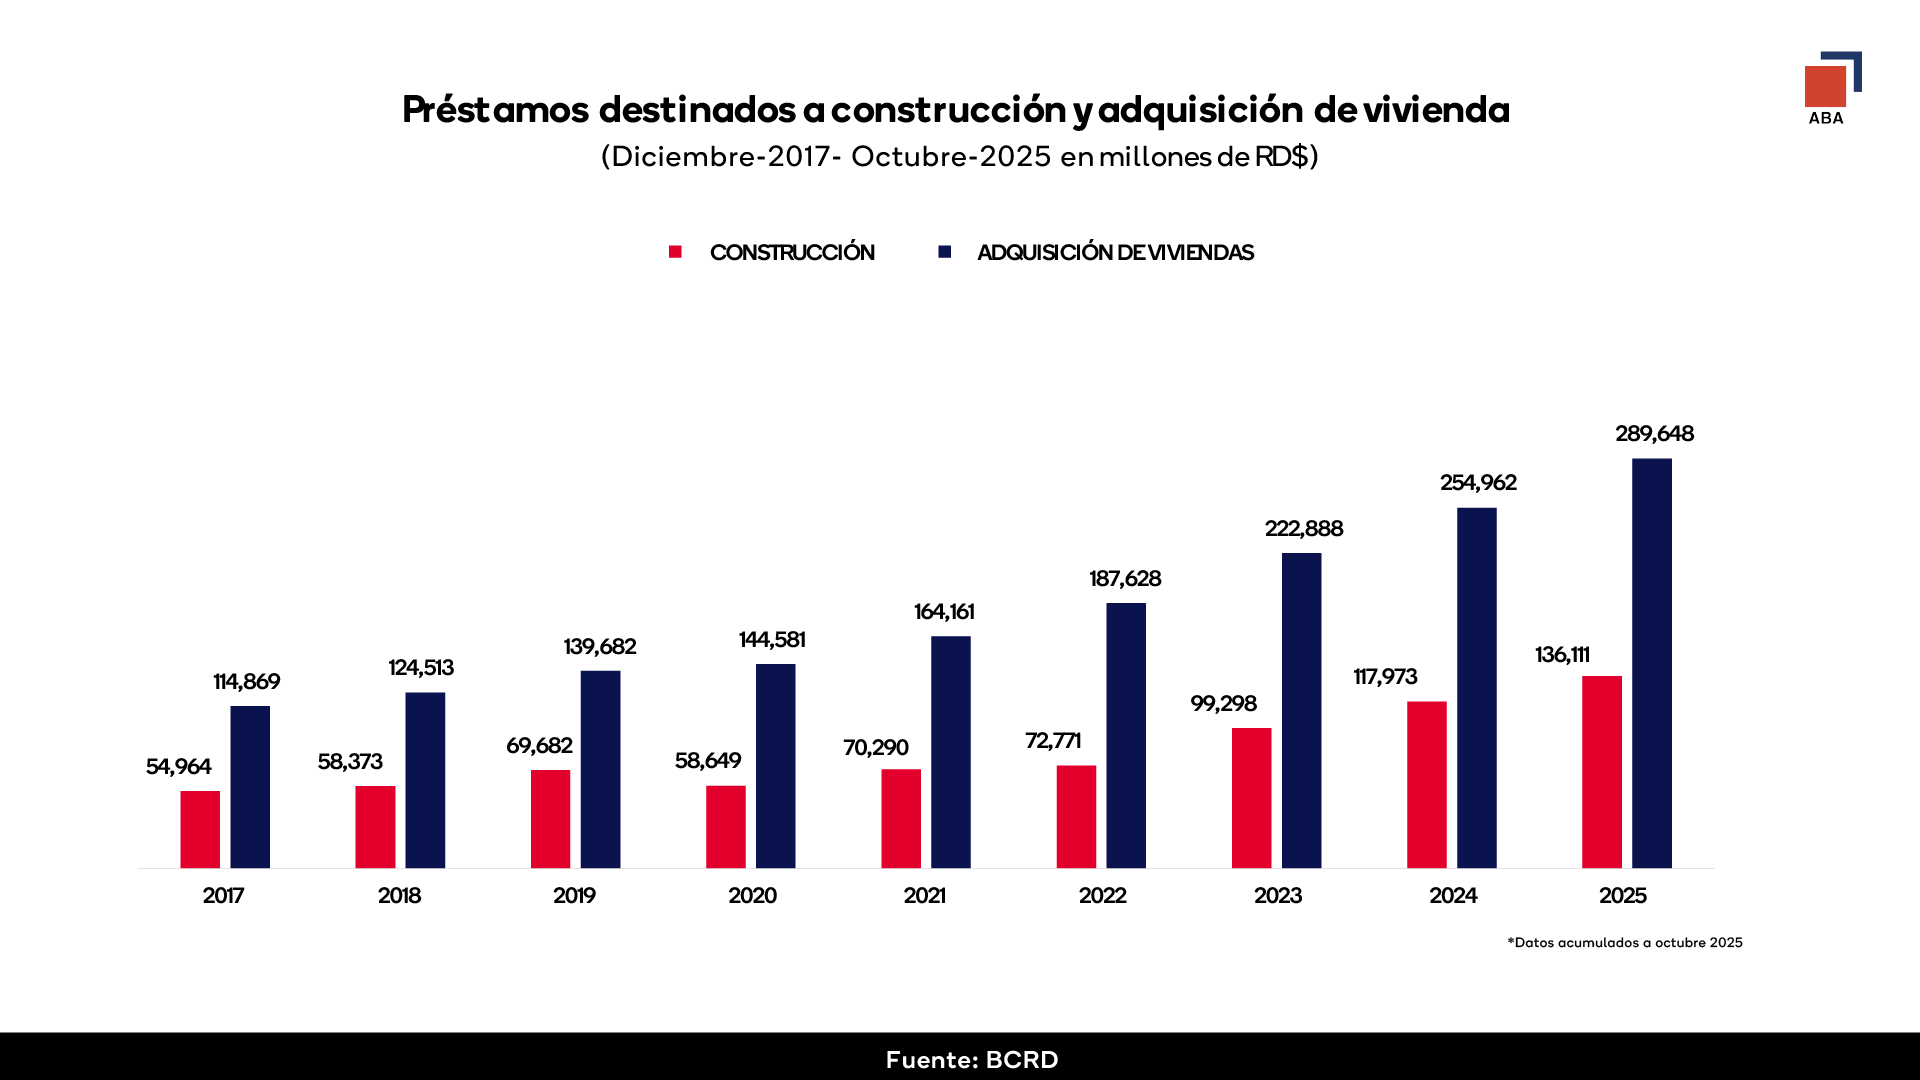 ABA
Préstamos destinados a construcción y adquisición de vivienda
(Diciembre-2017- Octubre-2025 en millones de RD$)
CONSTRUCCIÓN
ADQUISICIÓN DE VIVIENDAS
54,964
114,869
58,373
124,513
69,682
139,682
58,649
144,581
70,290
164,161
72,771
187,628
99,298
222,888
117,973
254,962
136,111
289,648
2017 2018 2019 2020 2021 2022 2023 2024 2025
*Datos acumulados a octubre 2025
Fuente: BCRD